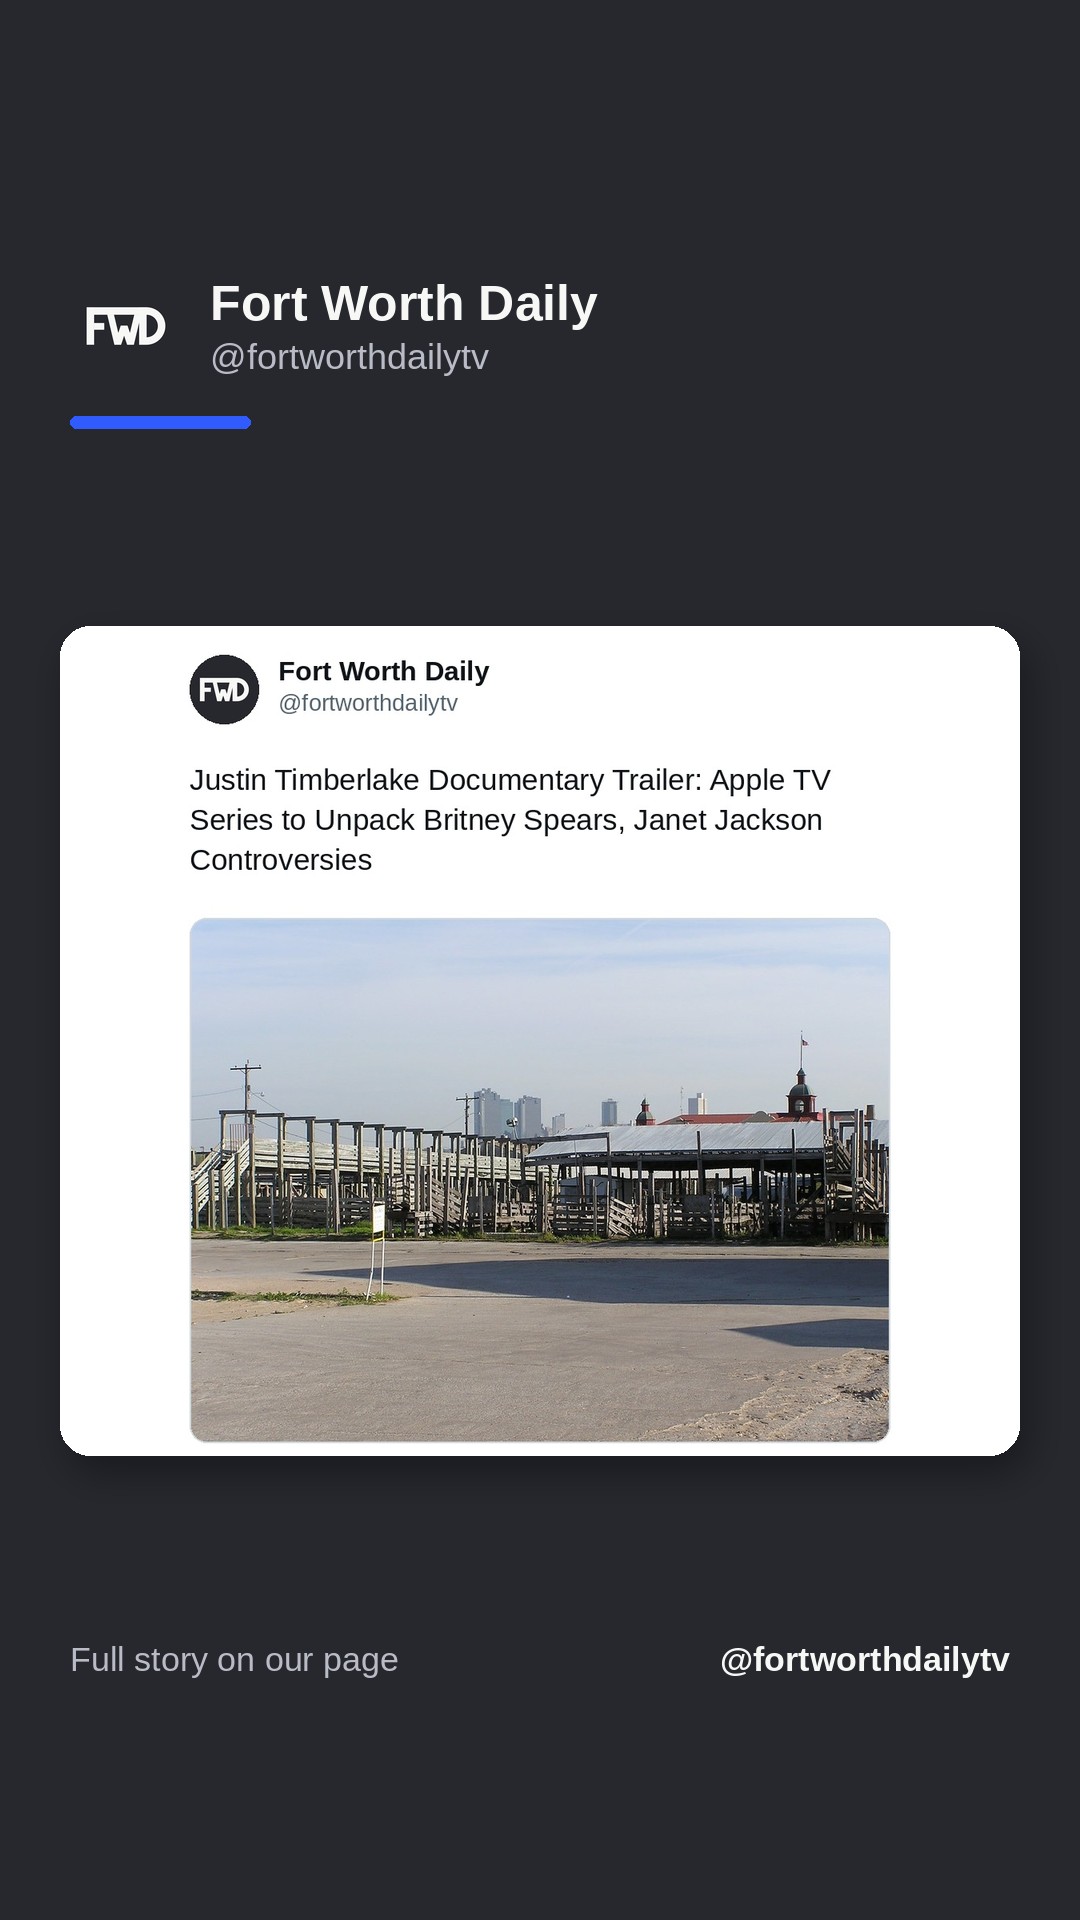 FWD
Fort Worth Daily
@fortworthdailytv
FWD
Fort Worth Daily
@fortworthdailytv
Justin Timberlake Documentary Trailer: Apple TV
Series to Unpack Britney Spears, Janet Jackson
Controversies
Full story on our page
@fortworthdailytv